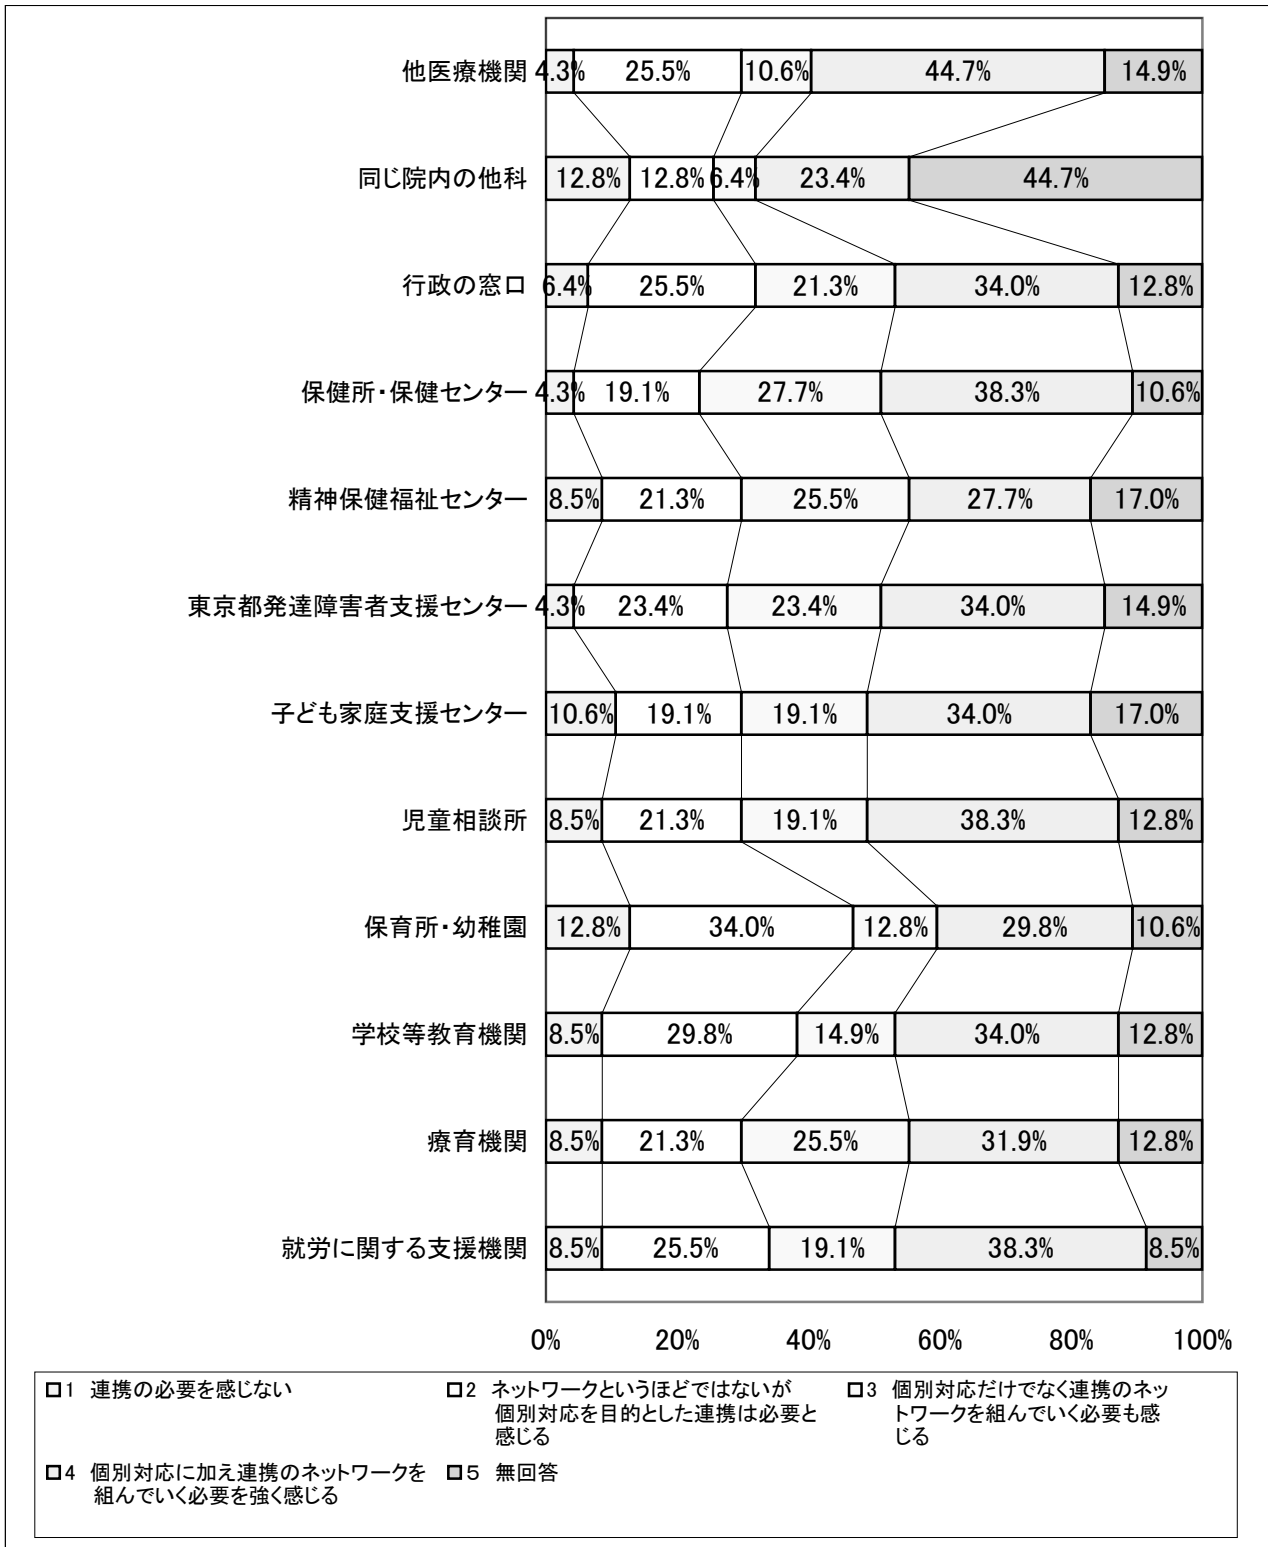 他医療機関 4.3% 25.5% 10.6% 44.7% 14.9%
同じ院内の他科 12.8% 12.8% 6.4% 23.4% 44.7%
行政の窓口 6.4% 25.5% 21.3% 34.0% 12.8%
保健所・保健センター 4.3% 19.1% 27.7% 38.3% 10.6%
精神保健福祉センター 8.5% 21.3% 25.5% 27.7% 17.0%
東京都発達障害者支援センター 4.3% 23.4% 23.4% 34.0% 14.9%
子ども家庭支援センター 10.6% 19.1% 19.1% 34.0% 17.0%
児童相談所 8.5% 21.3% 19.1% 38.3% 12.8%
保育所・幼稚園 12.8% 34.0% 12.8% 29.8% 10.6%
学校等教育機関 8.5% 29.8% 14.9% 34.0% 12.8%
療育機関 8.5% 21.3% 25.5% 31.9% 12.8%
就労に関する支援機関 8.5% 25.5% 19.1% 38.3% 8.5%
0% 20% 40% 60% 80% 100%
1 連携の必要を感じない
2 ネットワークというほどではないが
個別対応を目的とした連携は必要と
感じる
3 個別対応だけでなく連携のネッ
トワークを組んでいく必要も感
じる
4 個別対応に加え連携のネットワークを
組んでいく必要を強く感じる
5 無回答